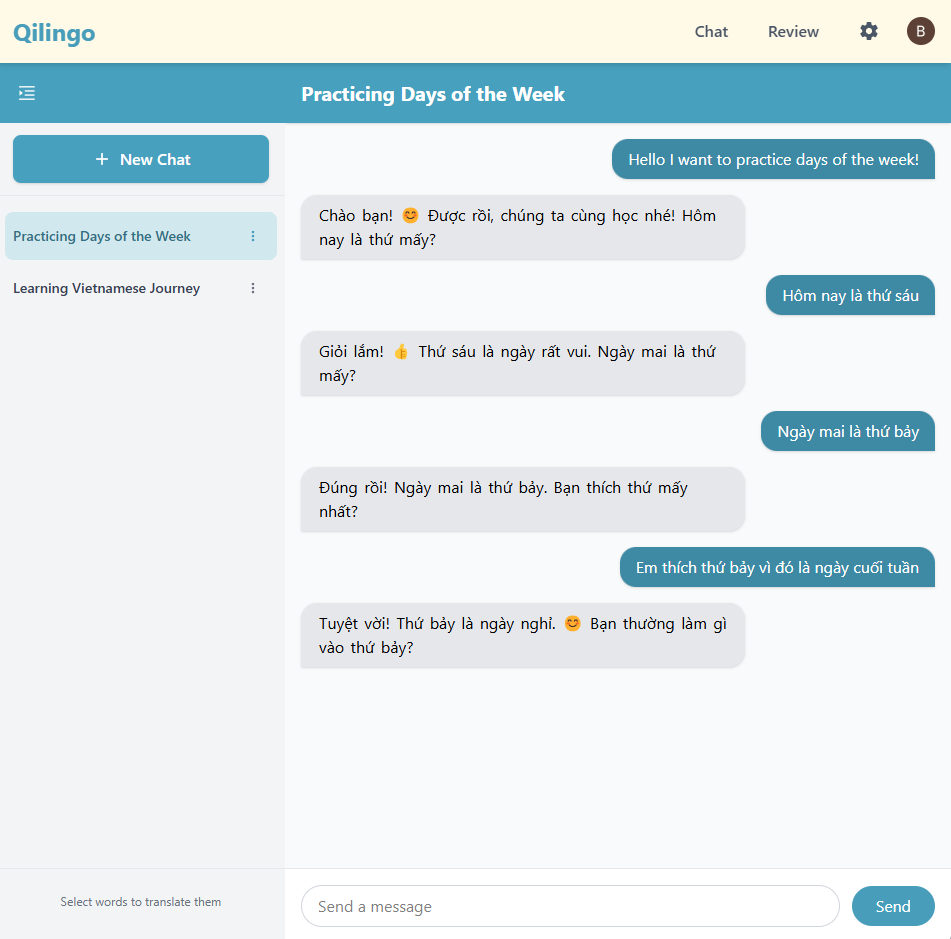 Qilingo
Chat
Review
B
Practicing Days of the Week
+ New Chat
Practicing Days of the Week
Learning Vietnamese Journey
Select words to translate them
Hello I want to practice days of the week!
Chào bạn! 😊 Được rồi, chúng ta cùng học nhé! Hôm
nay là thứ mấy?
Hôm nay là thứ sáu
Giỏi lắm! 👍 Thứ sáu là ngày rất vui. Ngày mai là thứ
mấy?
Ngày mai là thứ bảy
Đúng rồi! Ngày mai là thứ bảy. Bạn thích thứ mấy
nhất?
Em thích thứ bảy vì đó là ngày cuối tuần
Tuyệt vời! Thứ bảy là ngày nghỉ. 😊 Bạn thường làm gì
vào thứ bảy?
Send a message
Send